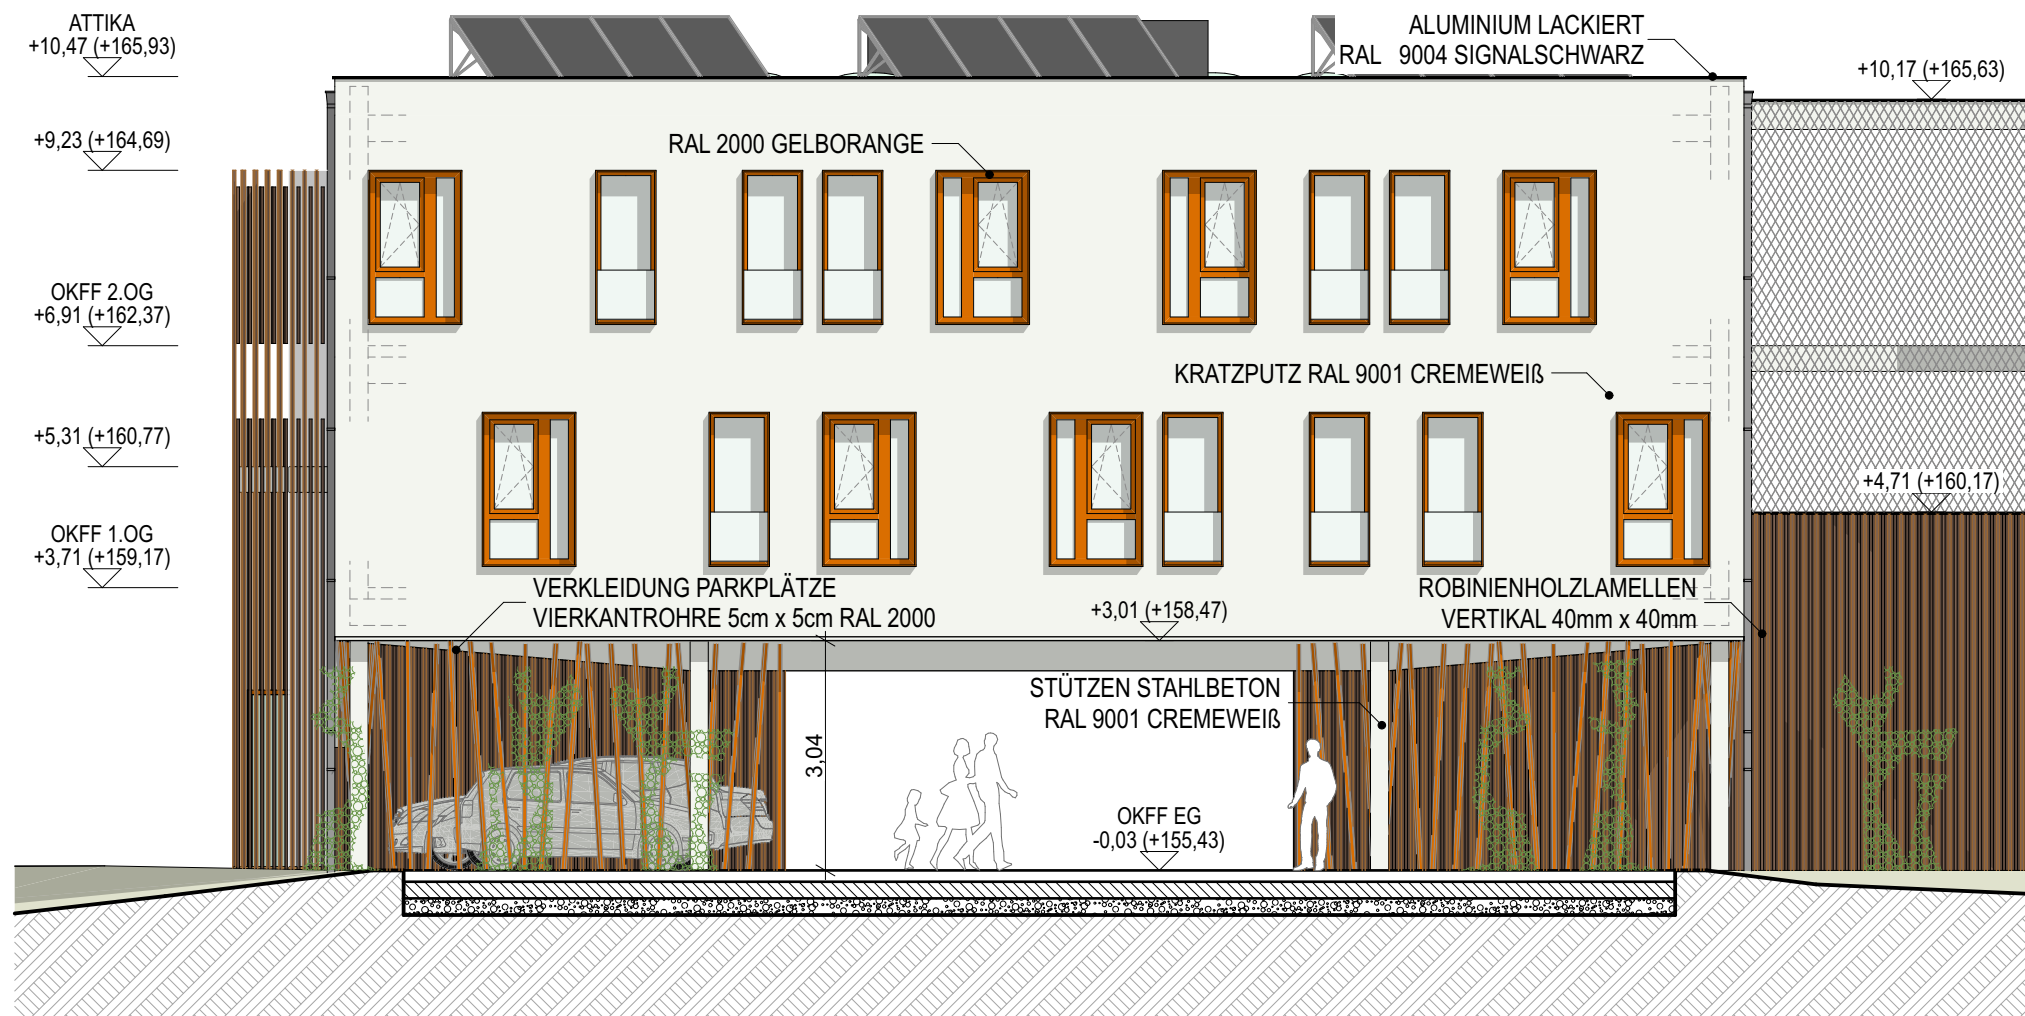 ATTIKA
+10,47 (+165,93)
ALUMINIUM LACKIERT
RAL 9004 SIGNALSCHWARZ
+10,17 (+165,63)
+9,23 (+164,69)
RAL 2000 GELBORANGE
OKFF 2.OG
+6,91 (+162,37)
KRATZPUTZ RAL 9001 CREMEWEIß
+5,31 (+160,77)
+4,71 (+160,17)
OKFF 1.OG
+3,71 (+159,17)
VERKLEIDUNG PARKPLÄTZE
VIERKANTROHRE 5cm x 5cm RAL 2000
+3,01 (+158,47)
ROBINIENHOLZLAMELLEN
VERTIKAL 40mm x 40mm
STÜTZEN STAHLBETON
RAL 9001 CREMEWEIß
3,04
OKFF EG
-0,03 (+155,43)